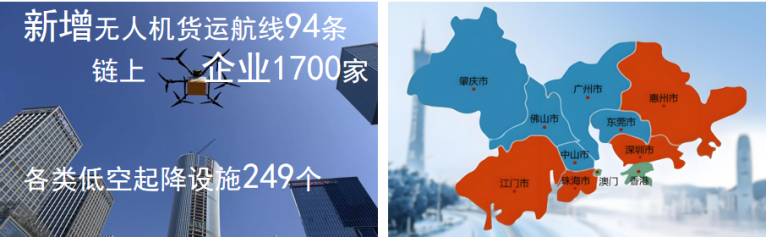 新增无人机货运航线94条
链上 企业1700家
各类低空起降设施249个
肇庆市
广州市
惠州市
佛山市
东莞市
中山市
深圳市
江门市
珠海市
澳门
香港